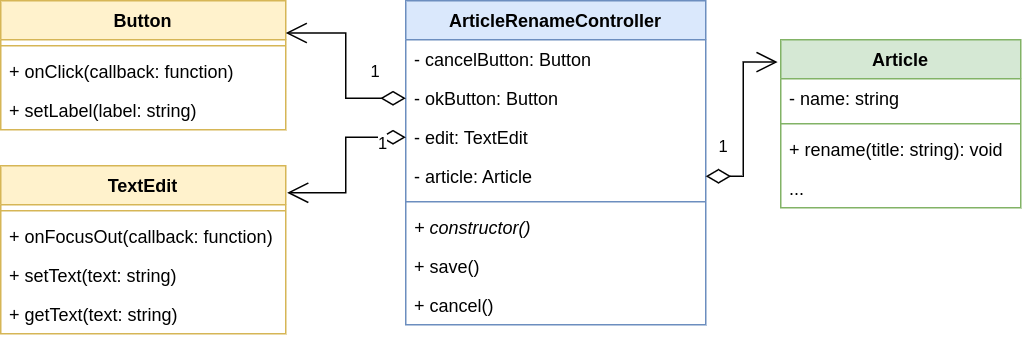 Button
+ onClick(callback: function)
+ setLabel(label: string)
TextEdit
+ onFocusOut(callback: function)
+ setText(text: string)
+ getText(text: string)
1
1
ArticleRenameController
- cancelButton: Button
- okButton: Button
- edit: TextEdit
- article: Article
+ constructor()
+ save()
+ cancel()
1
Article
- name: string
+ rename(title: string): void
...